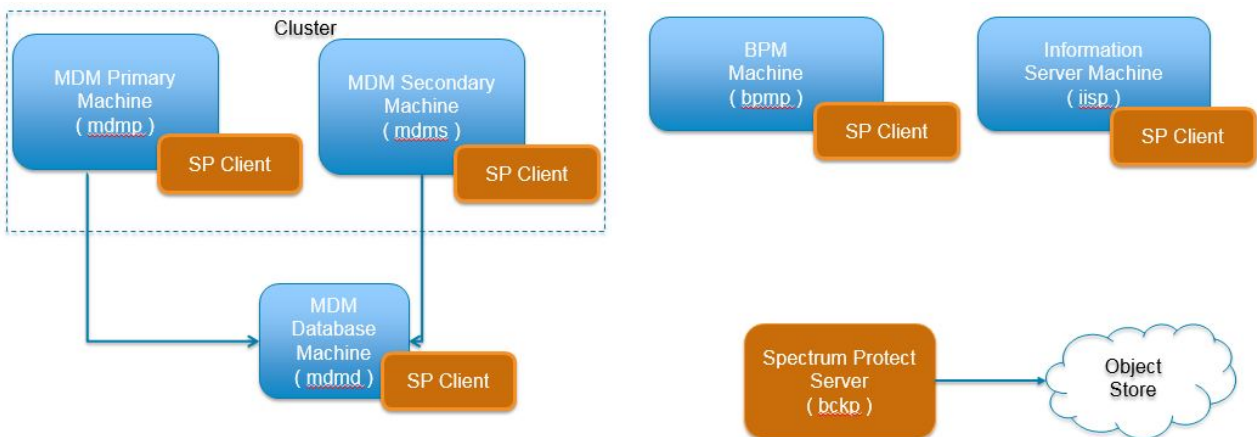 Cluster
MDM Primary
Machine
( mdmp )
SP Client
MDM Secondary
Machine
( mdms )
SP Client
BPM
Machine
( bpmp )
SP Client
Information
Server Machine
( iisp )
SP Client
MDM
Database
Machine
( mdmd )
SP Client
Spectrum Protect
Server
( bckp )
Object
Store